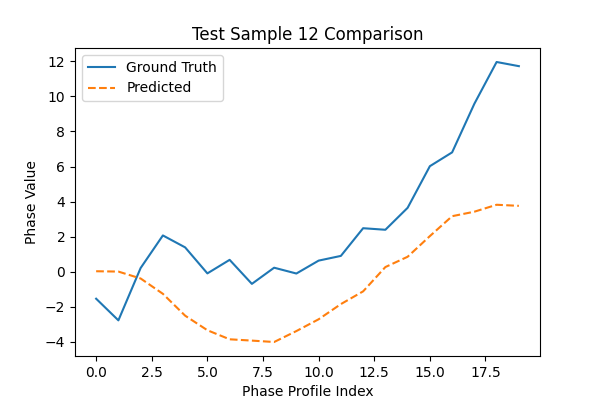 Test Sample 12 Comparison
Ground Truth
Predicted
12
10
8
6
4
2
0
−2
−4
Phase Value
0.0 2.5 5.0 7.5 10.0 12.5 15.0 17.5
Phase Profile Index